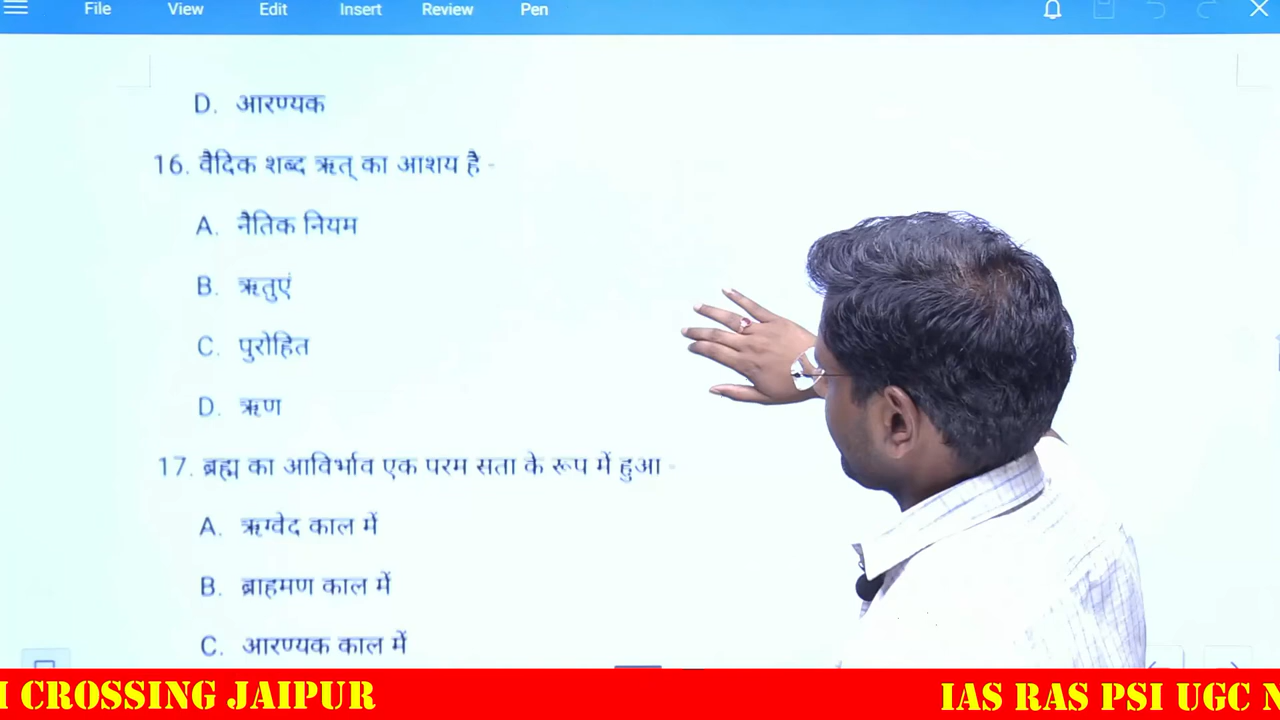 File View Edit Insert Review Pen
D. आरण्यक
16. वैदिक शब्द ऋत् का आशय है -
A. नैतिक नियम
B. ऋतुएं
C. पुरोहित
D. ऋण
17. ब्रह्म का आविर्भाव एक परम सता के रूप में हुआ -
A. ऋग्वेद काल में
B. ब्राहमण काल में
C. आरण्यक काल में
CROSSING JAIPUR
IAS RAS PSI UGC